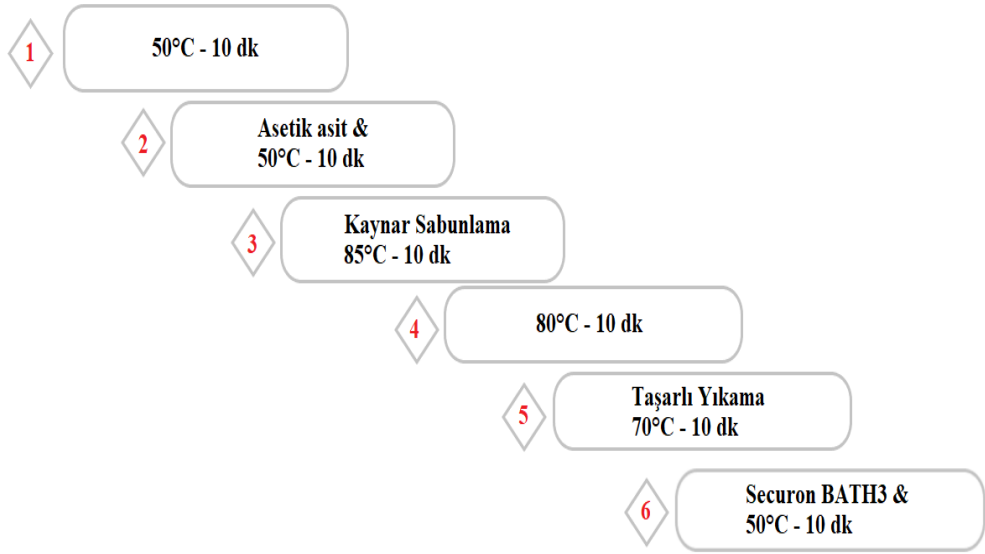 1
50°C - 10 dk
2
Asetik asit &
50°C - 10 dk
3
Kaynar Sabunlama
85°C - 10 dk
4
80°C - 10 dk
5
Taşarlı Yıkama
70°C - 10 dk
6
Securon BATH3 &
50°C - 10 dk